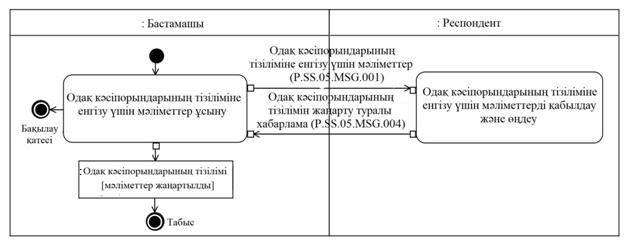 : Бастамашы
: Респондент
Одақ кәсіпорындарының
тізіліміне енгізу үшін мәліметтер
(P.SS.05.MSG.001)
Одақ кәсіпорындарының тізіліміне
енгізу үшін мәліметтер ұсыну
Одақ кәсіпорындарының
тізілімін жаңарту туралы
хабарлама (P.SS.05.MSG.004)
Одақ кәсіпорындарының тізіліміне
енгізу үшін мәліметтерді қабылдау
және өңдеу
Бақылау
қатесі
:Одақ кәсіпорындарының тізілімі
[мәліметтер жаңартылды]
Табыс